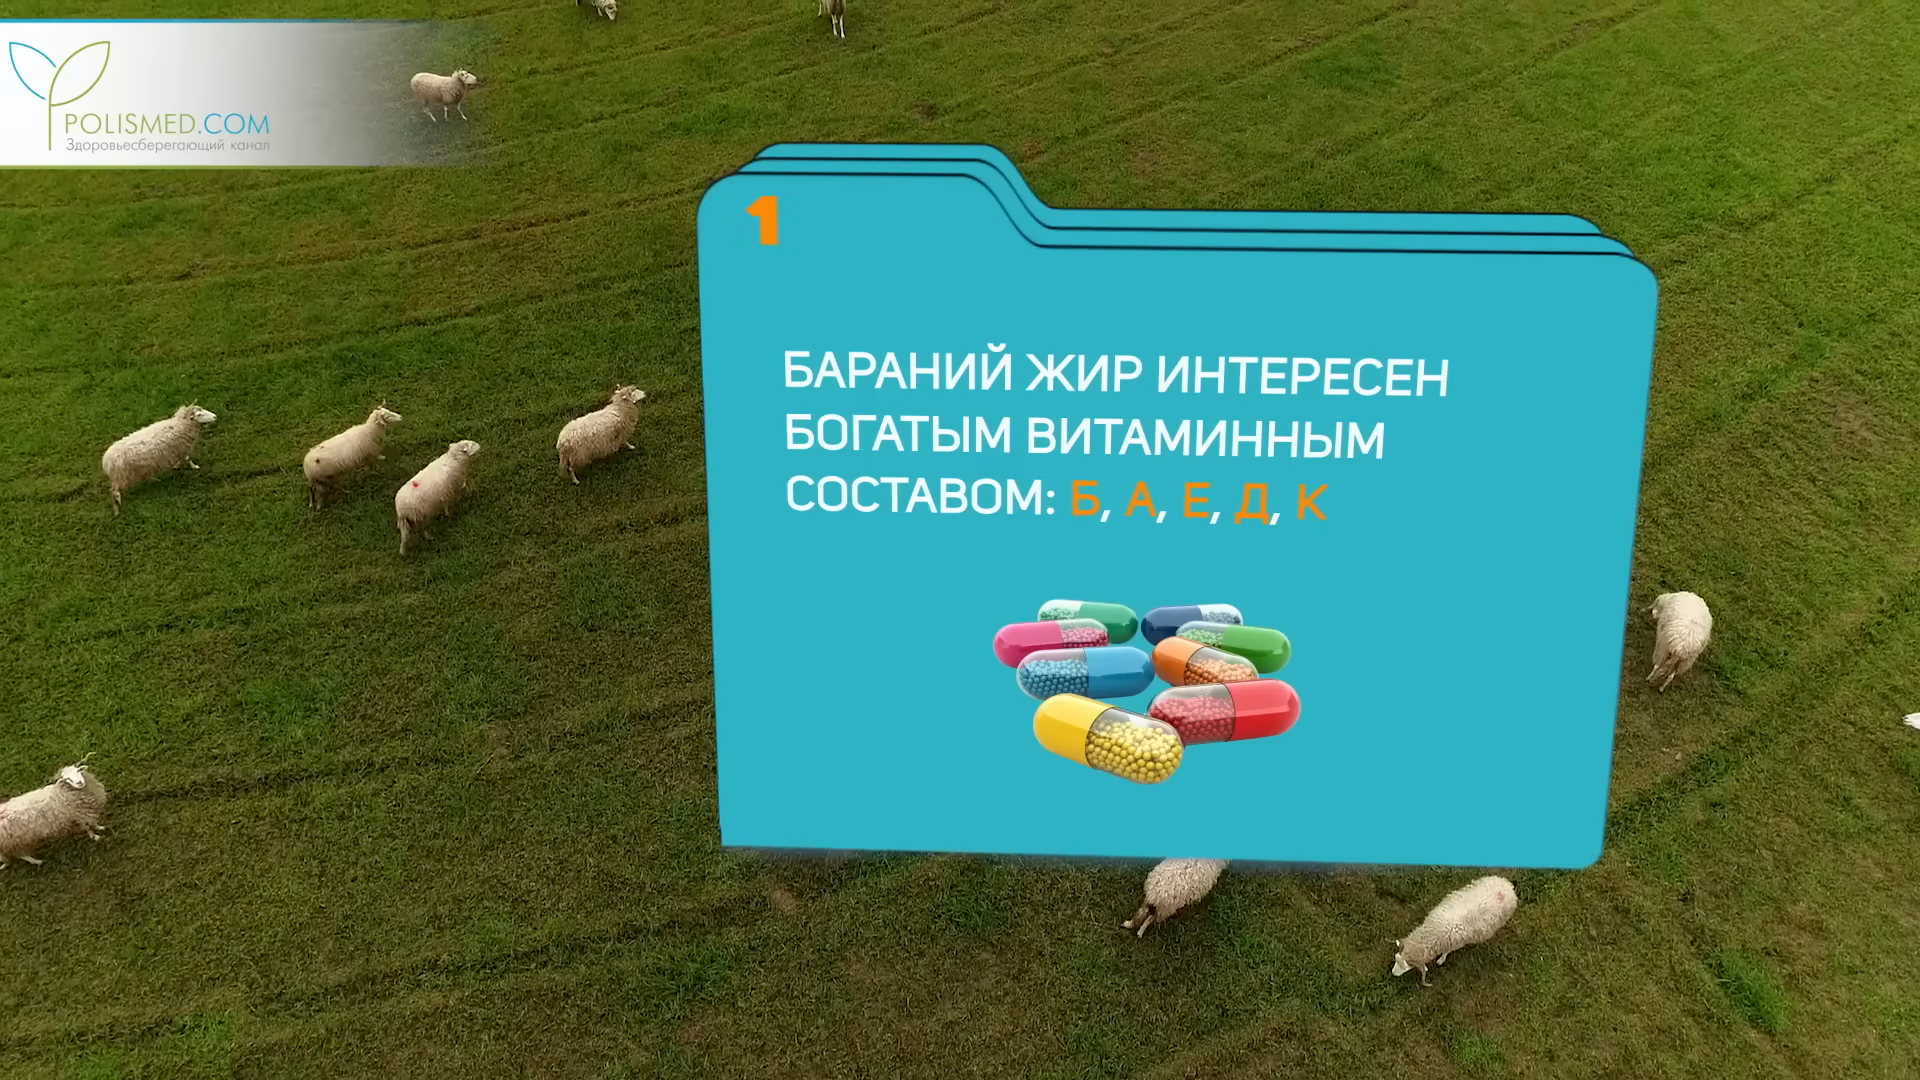 POLISMED.COM
Здоровьесберегающий канал
1
БАРАНИЙ ЖИР ИНТЕРЕСЕН
БОГАТЫМ ВИТАМИННЫМ
СОСТАВОМ: Б, А, Е, Д, К